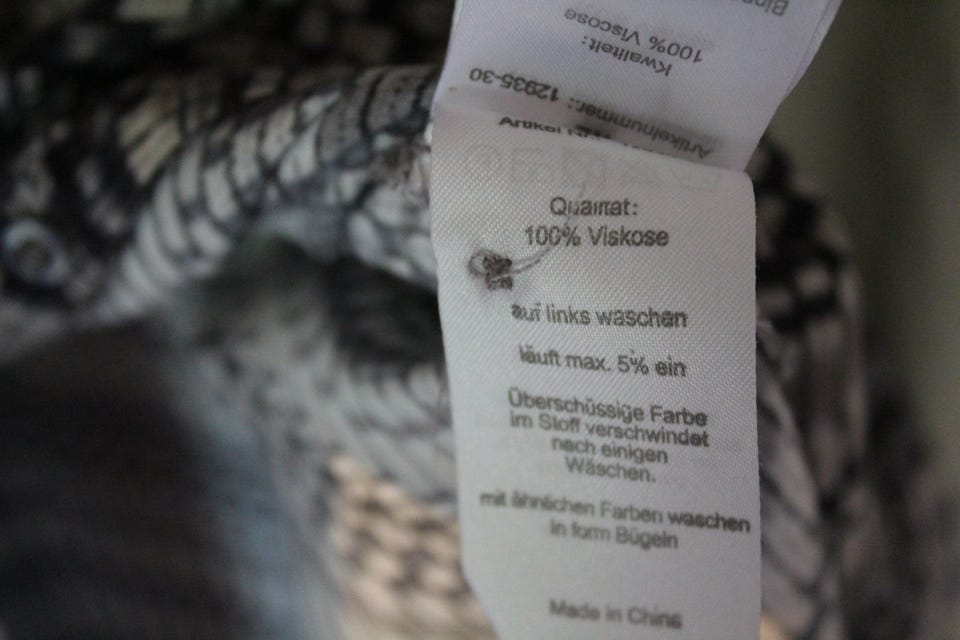 100% Viscose
Kwaliteit:
Artikelnummer: 12935-30
Qualität:
100% Viskose
auf links waschen
läuft max. 5% ein
Überschüssige Farbe
im Stoff verschwindet
nach einigen
Wäschen.
mit ähnlichen Farben waschen
in form Bügeln
Made in China